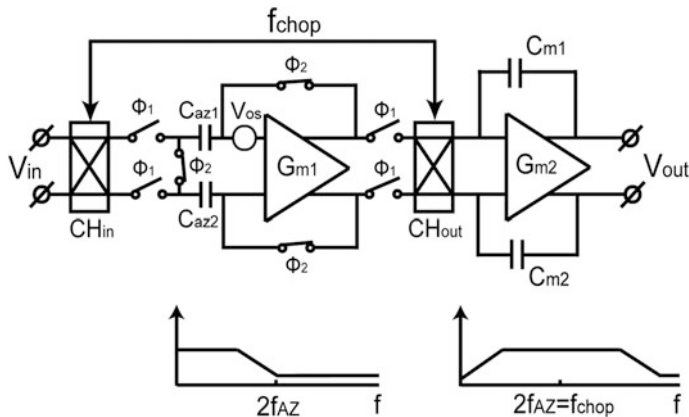 fchop
Φ1
Φ2
Φ1
Cm1
Caz1
Vos
Vin
Φ1
Φ2
Gm1
Φ1
Gm2
Vout
Caz2
CHin
Φ2
CHout
Cm2
2fAZ f
2fAZ=fchop f